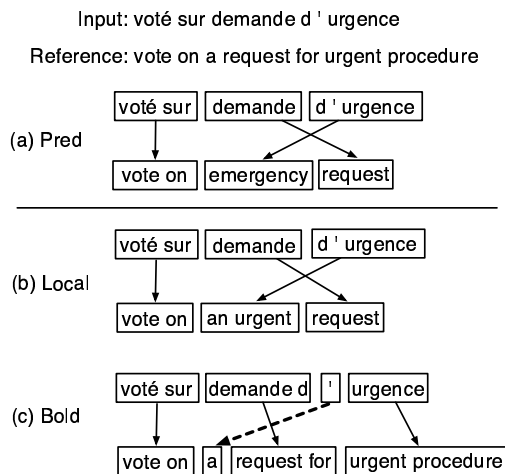 Input: voté sur demande d ' urgence
Reference: vote on a request for urgent procedure
voté sur demande d ' urgence
(a) Pred
vote on emergency request
voté sur demande d ' urgence
(b) Local
vote on an urgent request
voté sur demande d ' urgence
(c) Bold
vote on a request for urgent procedure